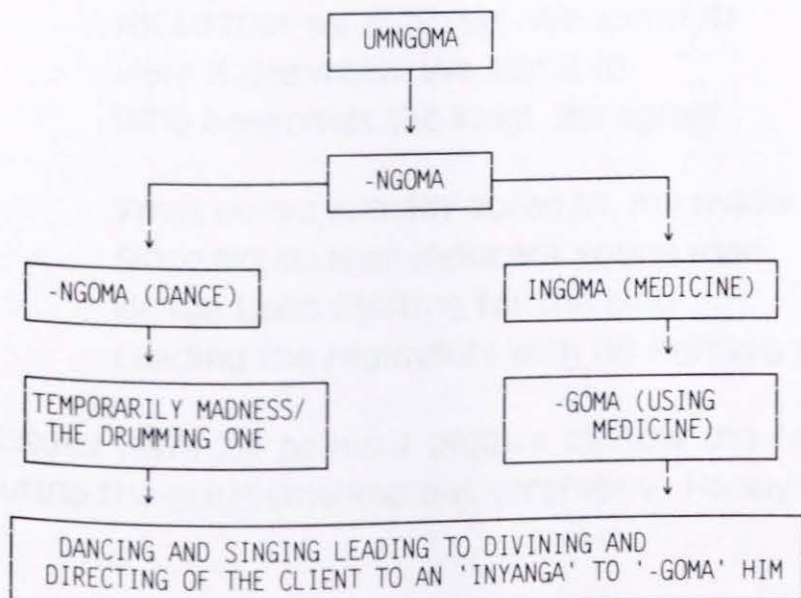 UMNGOMA
-NGOMA
-NGOMA (DANCE)
INGOMA (MEDICINE)
TEMPORARILY MADNESS/
THE DRUMMING ONE
-GOMA (USING
MEDICINE)
DANCING AND SINGING LEADING TO DIVINING AND
DIRECTING OF THE CLIENT TO AN 'INYANGA' TO '-GOMA' HIM